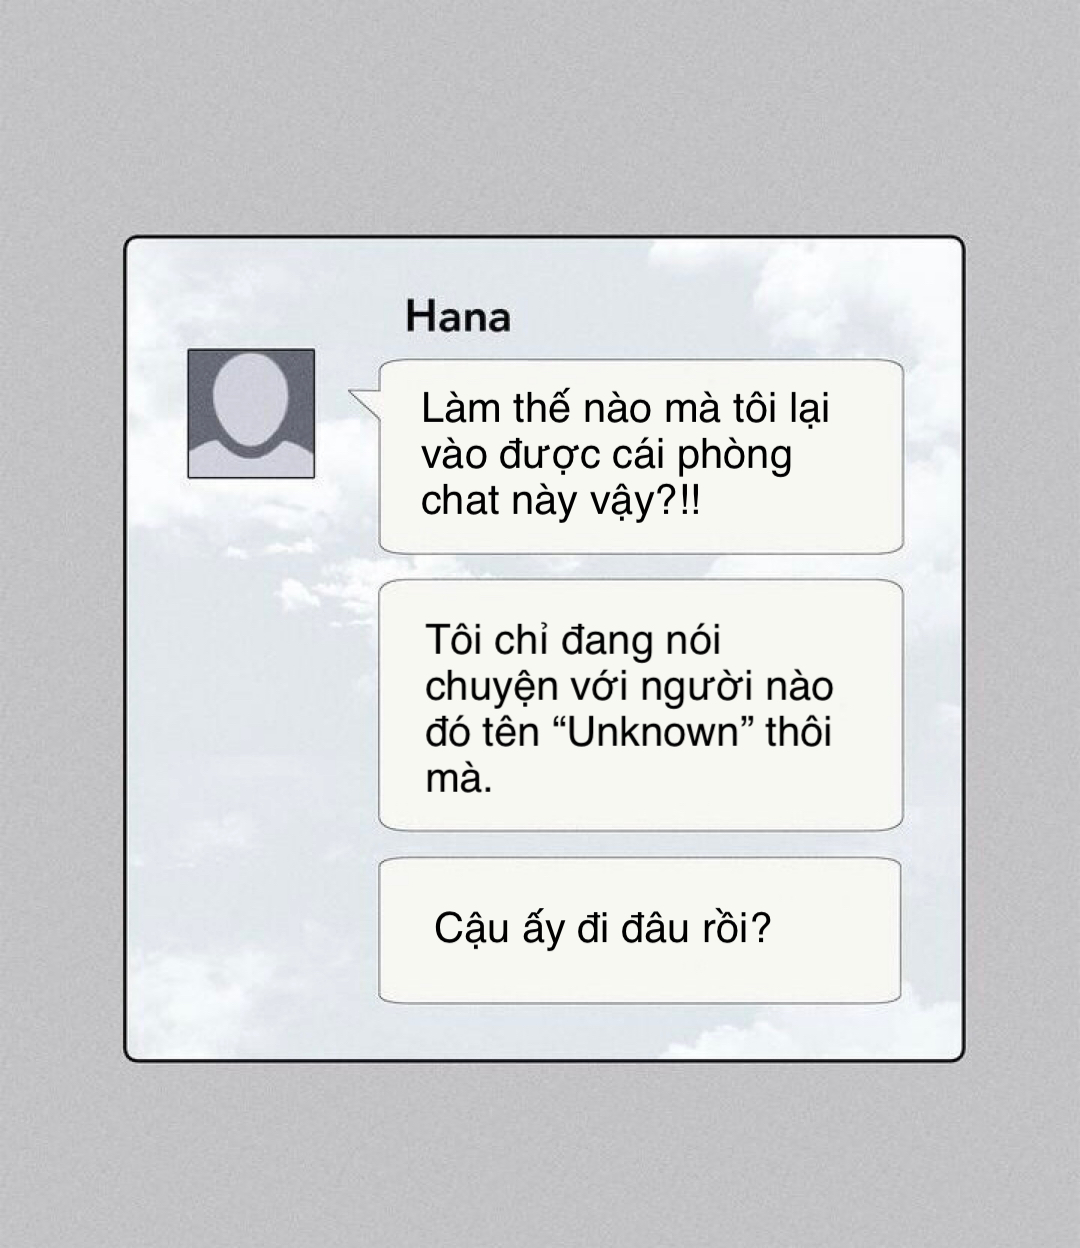 Hana
Làm thế nào mà tôi lại
vào được cái phòng
chat này vậy?!!
Tôi chỉ đang nói
chuyện với người nào
đó tên “Unknown” thôi
mà.
Cậu ấy đi đâu rồi?